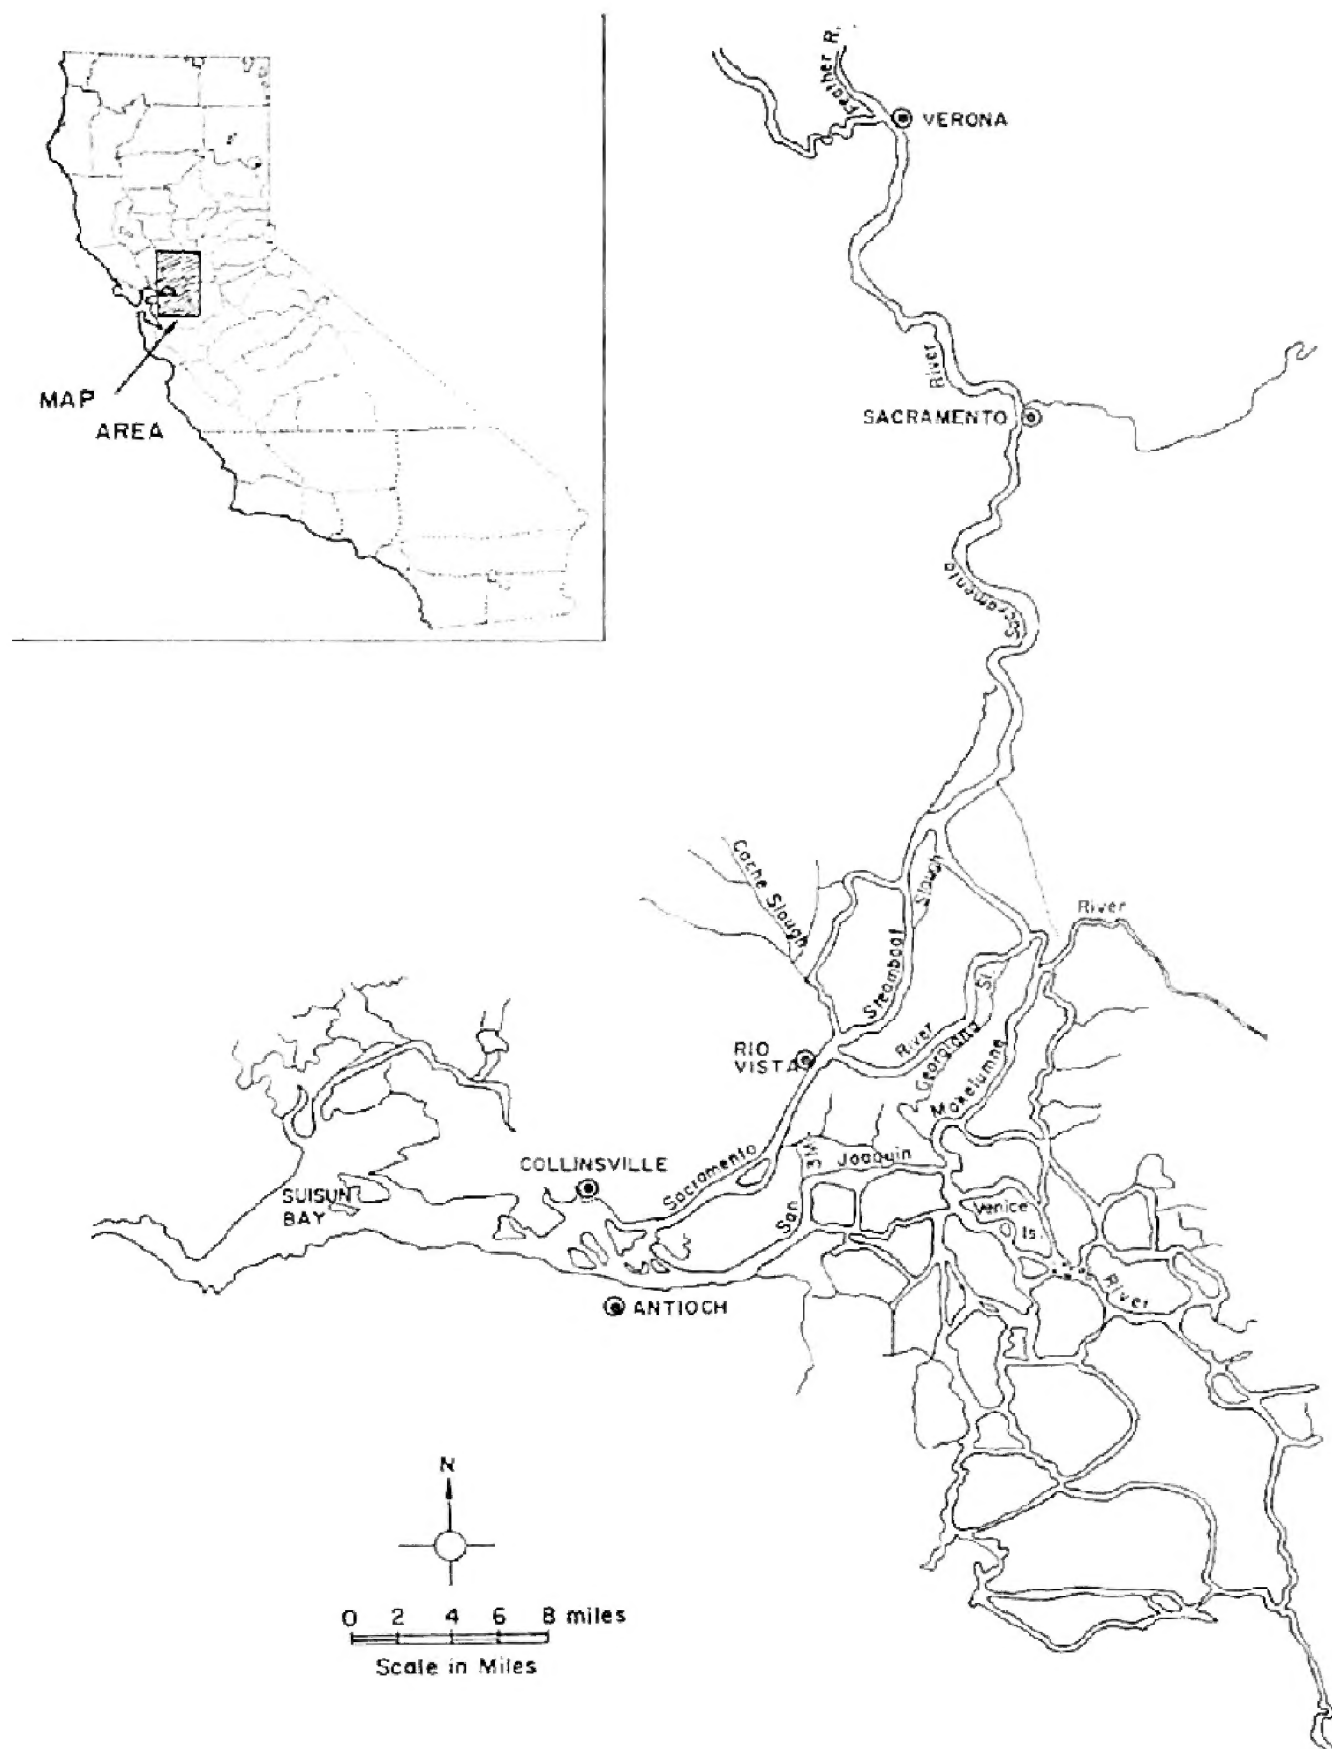 Feather R.
VERONA
MAP
AREA
River
SACRAMENTO
Sacramento
Cache Slough
Slough
River
Steamboat
Sl.
River
Georgiana
RIO
VISTA
Mokelumne
COLLINSVILLE
Sacramento
Joaquin
SUISUN
BAY
San
Venice
Is.
River
ANTIOCH
N
0 2 4 6 8 miles
Scale in Miles